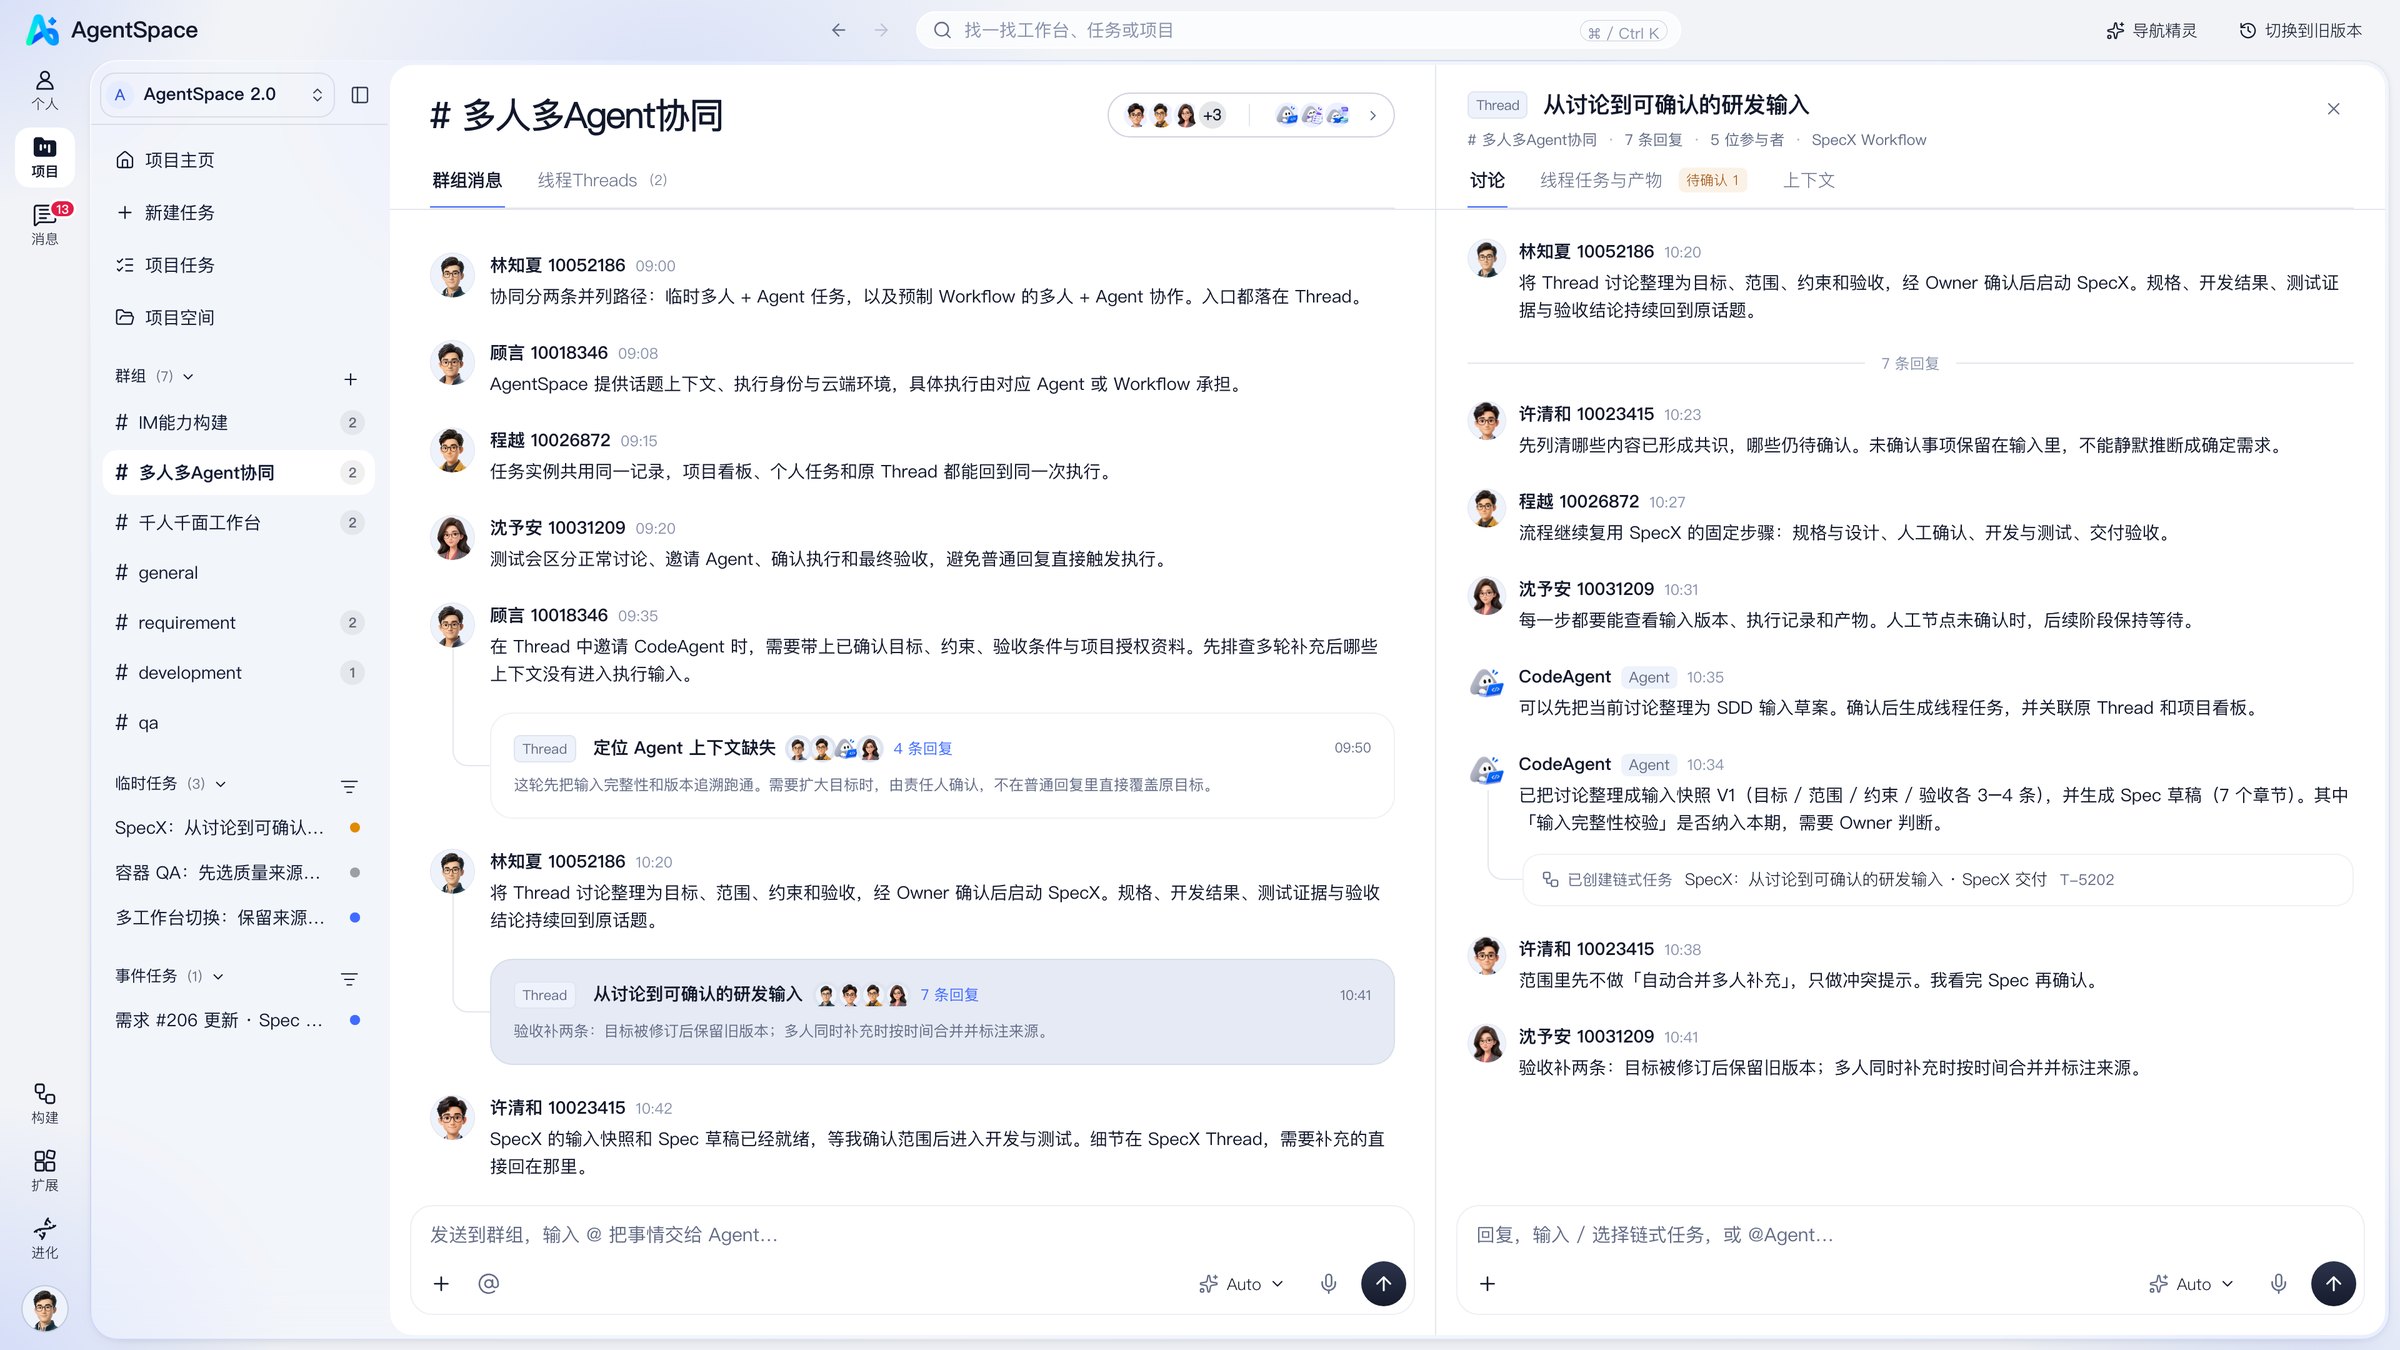 AgentSpace
找一找工作台、任务或项目
⌘ / Ctrl K
导航精灵
切换到旧版本
个人
项目
13
消息
构建
扩展
进化
A AgentSpace 2.0
项目主页
新建任务
项目任务
项目空间
群组 (7)
# IM能力构建 2
# 多人多Agent协同 2
# 千人千面工作台 2
# general
# requirement 2
# development 1
# qa
临时任务 (3)
SpecX：从讨论到可确认...
容器 QA：先选质量来源...
多工作台切换：保留来源...
事件任务 (1)
需求 #206 更新 · Spec ...
# 多人多Agent协同
+3
群组消息 线程Threads (2)
林知夏 10052186 09:00
协同分两条并列路径：临时多人 + Agent 任务，以及预制 Workflow 的多人 + Agent 协作。入口都落在 Thread。
顾言 10018346 09:08
AgentSpace 提供话题上下文、执行身份与云端环境，具体执行由对应 Agent 或 Workflow 承担。
程越 10026872 09:15
任务实例共用同一记录，项目看板、个人任务和原 Thread 都能回到同一次执行。
沈予安 10031209 09:20
测试会区分正常讨论、邀请 Agent、确认执行和最终验收，避免普通回复直接触发执行。
顾言 10018346 09:35
在 Thread 中邀请 CodeAgent 时，需要带上已确认目标、约束、验收条件与项目授权资料。先排查多轮补充后哪些
上下文没有进入执行输入。
Thread 定位 Agent 上下文缺失 4 条回复 09:50
这轮先把输入完整性和版本追溯跑通。需要扩大目标时，由责任人确认，不在普通回复里直接覆盖原目标。
林知夏 10052186 10:20
将 Thread 讨论整理为目标、范围、约束和验收，经 Owner 确认后启动 SpecX。规格、开发结果、测试证据与验收
结论持续回到原话题。
Thread 从讨论到可确认的研发输入 7 条回复 10:41
验收补两条：目标被修订后保留旧版本；多人同时补充时按时间合并并标注来源。
许清和 10023415 10:42
SpecX 的输入快照和 Spec 草稿已经就绪，等我确认范围后进入开发与测试。细节在 SpecX Thread，需要补充的直
接回在那里。
发送到群组，输入 @ 把事情交给 Agent...
Auto
Thread 从讨论到可确认的研发输入
# 多人多Agent协同 · 7 条回复 · 5 位参与者 · SpecX Workflow
讨论 线程任务与产物 待确认 1 上下文
林知夏 10052186 10:20
将 Thread 讨论整理为目标、范围、约束和验收，经 Owner 确认后启动 SpecX。规格、开发结果、测试证
据与验收结论持续回到原话题。
7 条回复
许清和 10023415 10:23
先列清哪些内容已形成共识，哪些仍待确认。未确认事项保留在输入里，不能静默推断成确定需求。
程越 10026872 10:27
流程继续复用 SpecX 的固定步骤：规格与设计、人工确认、开发与测试、交付验收。
沈予安 10031209 10:31
每一步都要能查看输入版本、执行记录和产物。人工节点未确认时，后续阶段保持等待。
CodeAgent Agent 10:35
可以先把当前讨论整理为 SDD 输入草案。确认后生成线程任务，并关联原 Thread 和项目看板。
CodeAgent Agent 10:34
已把讨论整理成输入快照 V1（目标 / 范围 / 约束 / 验收各 3—4 条），并生成 Spec 草稿（7 个章节）。其中
「输入完整性校验」是否纳入本期，需要 Owner 判断。
已创建链式任务 SpecX：从讨论到可确认的研发输入 · SpecX 交付 T-5202
许清和 10023415 10:38
范围里先不做「自动合并多人补充」，只做冲突提示。我看完 Spec 再确认。
沈予安 10031209 10:41
验收补两条：目标被修订后保留旧版本；多人同时补充时按时间合并并标注来源。
回复，输入 / 选择链式任务，或 @Agent...
Auto